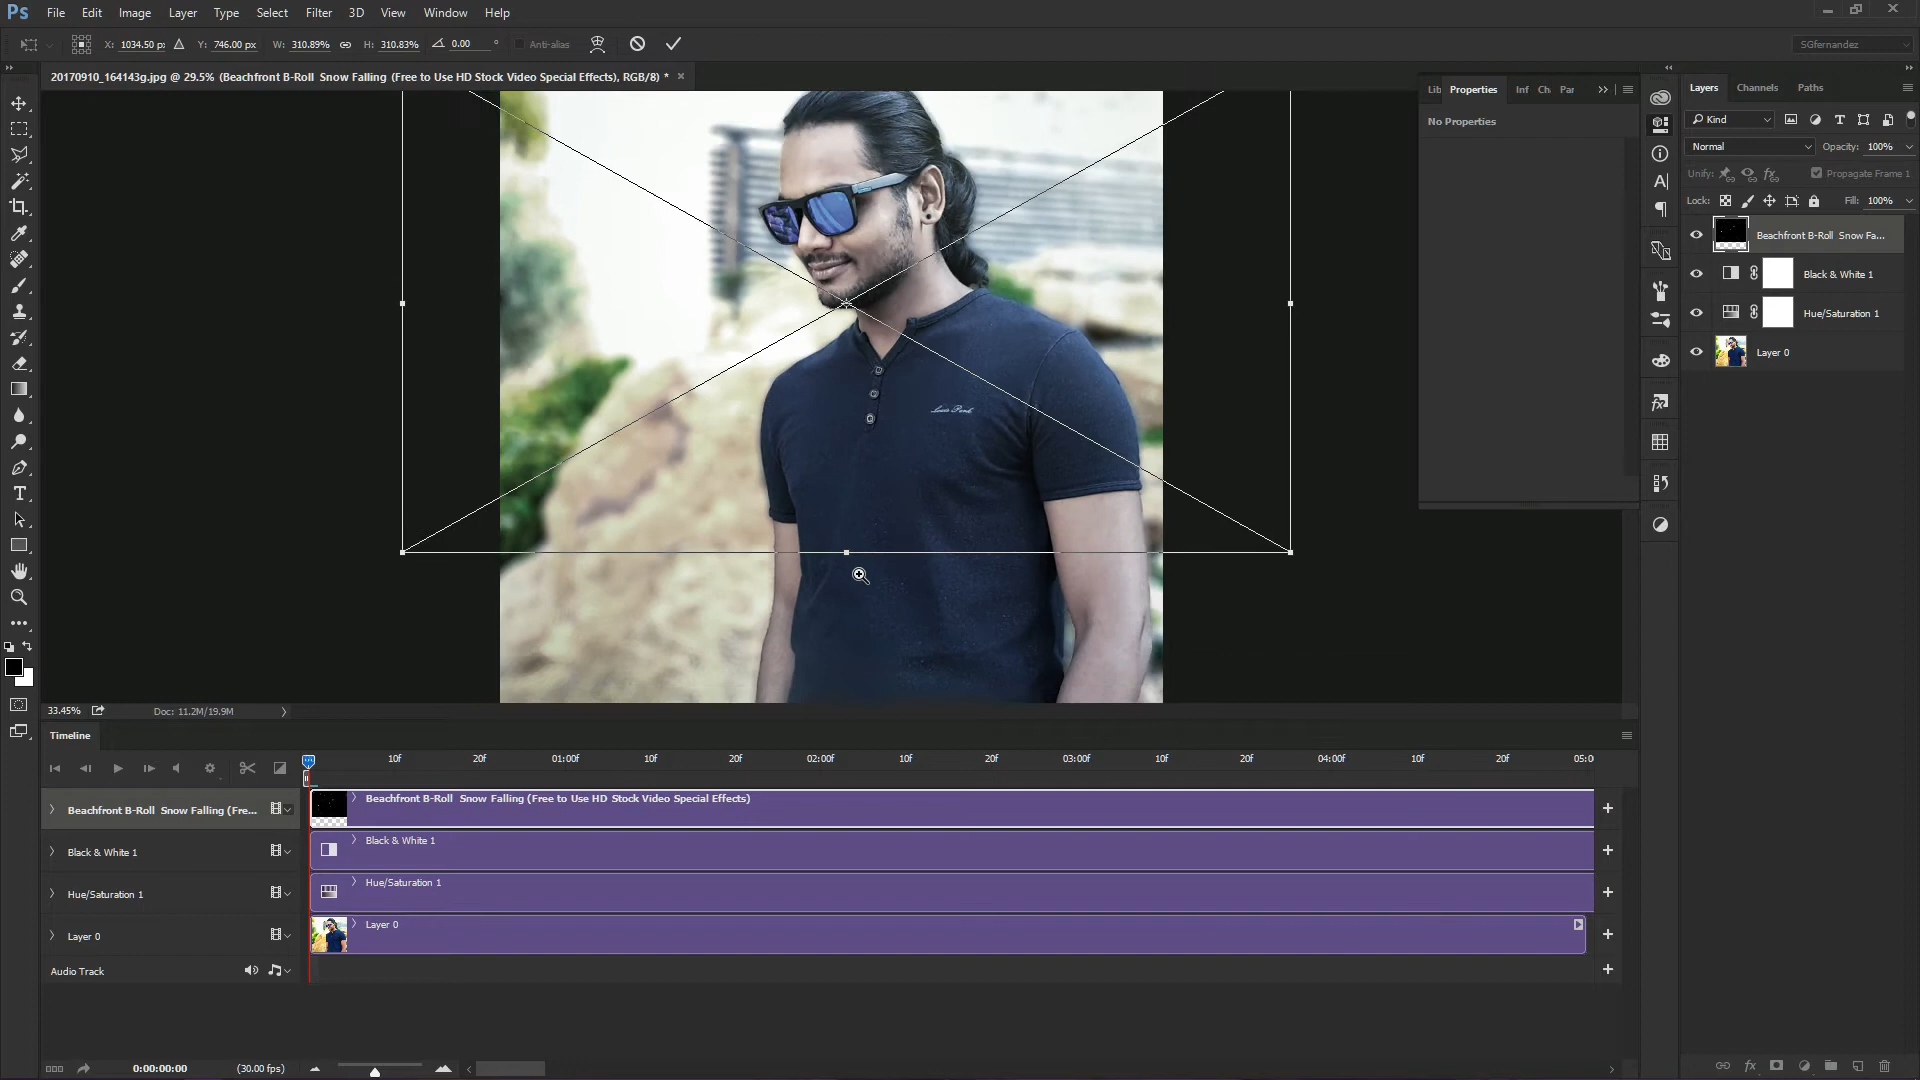 Ps File Edit Image Layer Type Select Filter 3D View Window Help
X: 1034.50 px Y: 746.00 px W: 310.89% H: 310.83% 0.00 ° Anti-alias SGfernandez
20170910_164143g.jpg @ 29.5% (Beachfront B-Roll Snow Falling (Free to Use HD Stock Video Special Effects), RGB/8) * ×
Lib Properties Inf Ch Par
No Properties
Layers Channels Paths
Kind
Normal Opacity: 100%
Unify: Propagate Frame 1
Lock: Fill: 100%
Beachfront B-Roll Snow Fa...
Black & White 1
Hue/Saturation 1
Layer 0
33.45% Doc: 11.2M/19.9M
Timeline
10f 20f 01:00f 10f 20f 02:00f 10f 20f 03:00f 10f 20f 04:00f 10f 20f 05:0
Beachfront B-Roll Snow Falling (Fre... Beachfront B-Roll Snow Falling (Free to Use HD Stock Video Special Effects)
Black & White 1 Black & White 1
Hue/Saturation 1 Hue/Saturation 1
Layer 0 Layer 0
Audio Track
0:00:00:00 (30.00 fps)